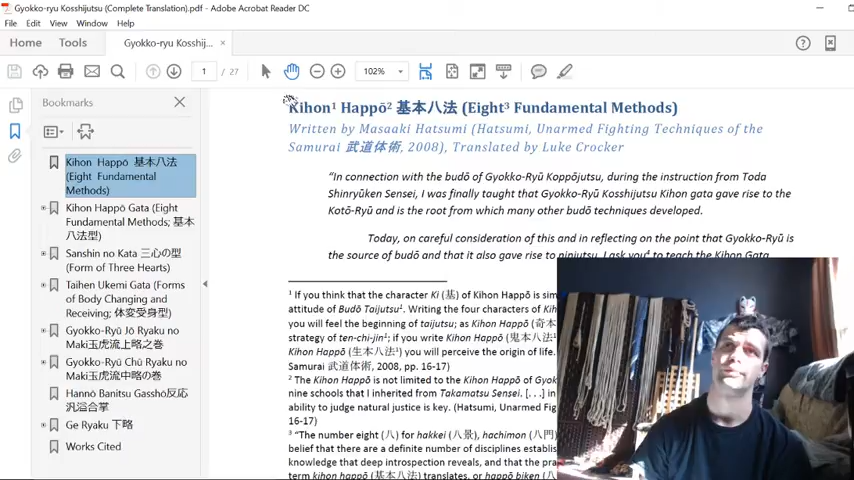 Gyokko-ryu Kosshijutsu (Complete Translation).pdf - Adobe Acrobat Reader DC
File Edit View Window Help
Home Tools Gyokko-ryu Kosshij... ×
1 / 27 102%
Bookmarks
Kihon Happō 基本八法
(Eight Fundamental
Methods)
Kihon Happō Gata (Eight
Fundamental Methods; 基本
八法型)
Sanshin no Kata 三心の型
(Form of Three Hearts)
Taihen Ukemi Gata (Forms
of Body Changing and
Receiving; 体変受身型)
Gyokko-Ryū Jō Ryaku no
Maki玉虎流上略之巻
Gyokko-Ryū Chū Ryaku no
Maki玉虎流中略の巻
Hannō Banitsu Gasshō反応
汎溢合掌
Ge Ryaku 下略
Works Cited
Kihon¹ Happō² 基本八法 (Eight³ Fundamental Methods)
Written by Masaaki Hatsumi (Hatsumi, Unarmed Fighting Techniques of the
Samurai 武道体術, 2008), Translated by Luke Crocker
“In connection with the budō of Gyokko-Ryū Koppōjutsu, during the instruction from Toda
Shinryūken Sensei, I was finally taught that Gyokko-Ryū Kosshijutsu Kihon gata gave rise to the
Kotō-Ryū and is the root from which many other budō techniques developed.
Today, on careful consideration of this and in reflecting on the point that Gyokko-Ryū is
the source of budō and that it also gave rise to ninjutsu, I ask you⁴ to teach the Kihon Gata
¹ If you think that the character Ki (基) of Kihon Happō is sim
attitude of Budō Taijutsu¹. Writing the four characters of Kih
you will feel the beginning of taijutsu; as Kihon Happō (奇本
strategy of ten-chi-jin¹; if you write Kihon Happō (鬼本八法¹
Kihon Happō (生本八法¹) you will perceive the origin of life.
Samurai 武道体術, 2008, pp. 16-17)
² The Kihon Happō is not limited to the Kihon Happō of Gyok
nine schools that I inherited from Takamatsu Sensei. [, . .] in
ability to judge natural justice is key. (Hatsumi, Unarmed Fig
16-17)
³ “The number eight (八) for hakkei (八景), hachimon (八門)
belief that there are a definite number of disciplines establis
knowledge that deep introspection reveals, and that the pra
term kihon happō (基本八法¹) translates, or happō biken (八